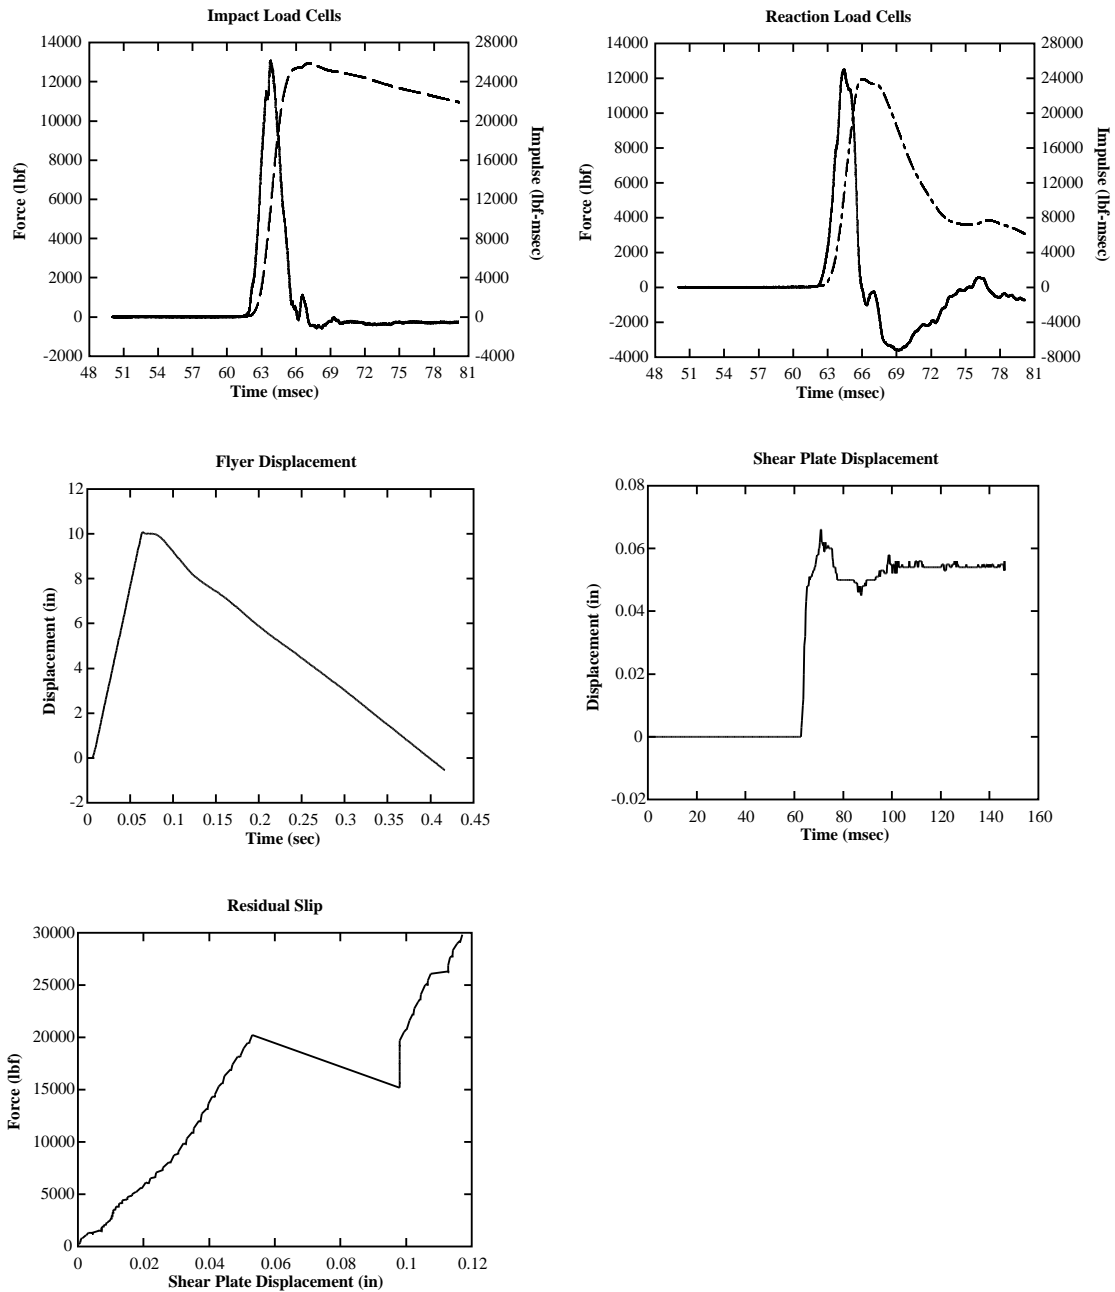 Impact Load Cells
14000
12000
10000
8000
6000
4000
2000
0
-2000
28000
24000
20000
16000
12000
8000
4000
0
-4000
48 51 54 57 60 63 66 69 72 75 78 81
Force (lbf)
Impulse (lbf-msec)
Time (msec)
Reaction Load Cells
14000
12000
10000
8000
6000
4000
2000
0
-2000
-4000
28000
24000
20000
16000
12000
8000
4000
0
-4000
-8000
48 51 54 57 60 63 66 69 72 75 78 81
Force (lbf)
Impulse (lbf-msec)
Time (msec)
Flyer Displacement
12
10
8
6
4
2
0
-2
0 0.05 0.1 0.15 0.2 0.25 0.3 0.35 0.4 0.45
Displacement (in)
Time (sec)
Shear Plate Displacement
0.08
0.06
0.04
0.02
0
-0.02
0 20 40 60 80 100 120 140 160
Displacement (in)
Time (msec)
Residual Slip
30000
25000
20000
15000
10000
5000
0
0 0.02 0.04 0.06 0.08 0.1 0.12
Force (lbf)
Shear Plate Displacement (in)